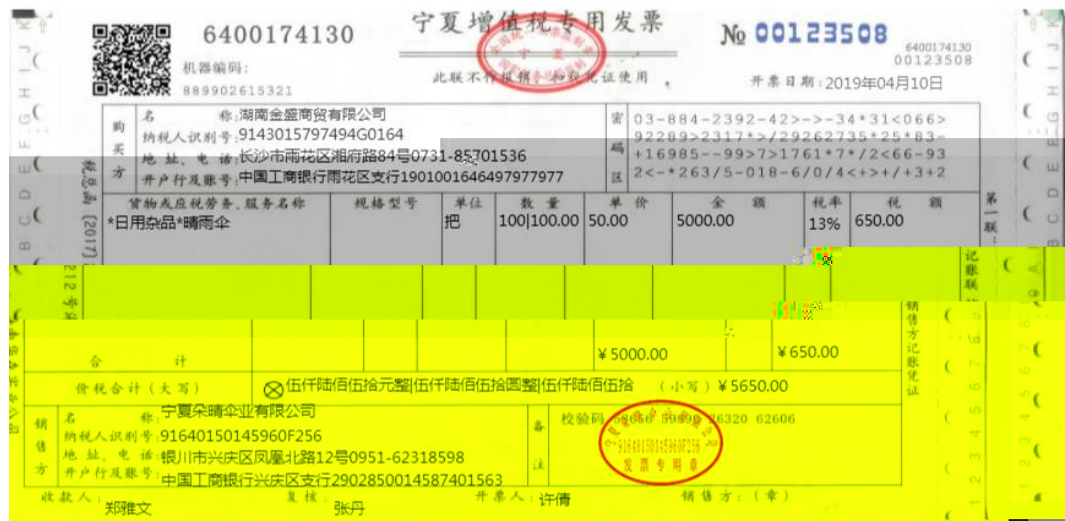 宁夏增值税专用发票
6400174130
№ 00123508
6400174130
00123508
机器编码:
889902615321
此联不作报销、扣税凭证使用
开票日期:2019年04月10日
购买方
名 称:湖南金盛商贸有限公司
纳税人识别号:9143015797494G0164
地 址、电 话:长沙市雨花区湘府路84号0731-85701536
开户行及账号:中国工商银行雨花区支行1901001646497977977
密码区
03-884-2392-42>->-34*31<066>
92289>2317*>/29262735*25*83-
+16985--99>7>1761*7*/2<66-93
2<-*263/5-018-6/0/4<+>+/+3+2
货物或应税劳务、服务名称 规格型号 单位 数 量 单 价 金 额 税率 税 额
*日用杂品*晴雨伞 把 100|100.00 50.00 5000.00 13% 650.00
合 计 ¥5000.00 ¥650.00
价税合计(大写) 伍仟陆佰伍拾元整|伍仟陆佰伍拾圆整|伍仟陆佰伍拾 (小写)¥5650.00
销售方
名 称:宁夏朵晴伞业有限公司
纳税人识别号:91640150145960F256
地 址、电 话:银川市兴庆区凤凰北路12号0951-62318598
开户行及账号:中国工商银行兴庆区支行2902850014587401563
备注
校验码 26320 62606
91640150145960F256
发票专用章
收款人:郑雅文 复核:张丹 开票人:许倩 销售方:(章)
第一联:
记账联
销售方记账凭证